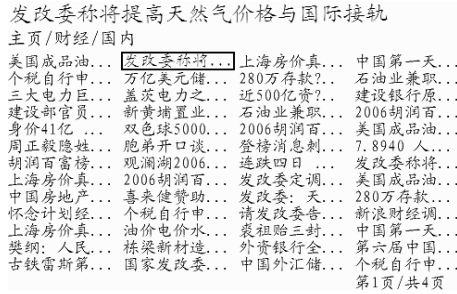 发改委称将提高天然气价格与国际接轨
主页/财经/国内
美国成品油... 发改委称将... 上海房价真... 中国第一天...
个税自行申... 万亿美元储... 280万存款?.. 石油业兼职...
三大电力巨... 盖茨电力之... 近500亿资?.. 建设银行原...
建设部官员... 新黄埔置业... 石油业兼职... 2006胡润百...
身价41亿 ... 双色球5000... 2006胡润百... 美国成品油...
周正毅隐姓... 胞弟开口谈... 登榜消息刺... 7.8940 人...
胡润百富榜... 观澜湖2006... 连跌四日 ... 发改委称将...
上海房价真... 2006胡润百... 发改委定调... 美国成品油...
中国房地产... 喜来健赞助... 发改委: 天... 280万存款...
怀念计划经... 个税自行申... 请发改委告... 新浪财经调...
上海房价真... 油价电价水... 裘祖贻三封... 中国第一天...
樊纲: 人民... 栋梁新材造... 外资银行全... 第六届中国...
古铁雷斯第... 国家发改委... 中国外汇储... 个税自行申...
第1页/共4页